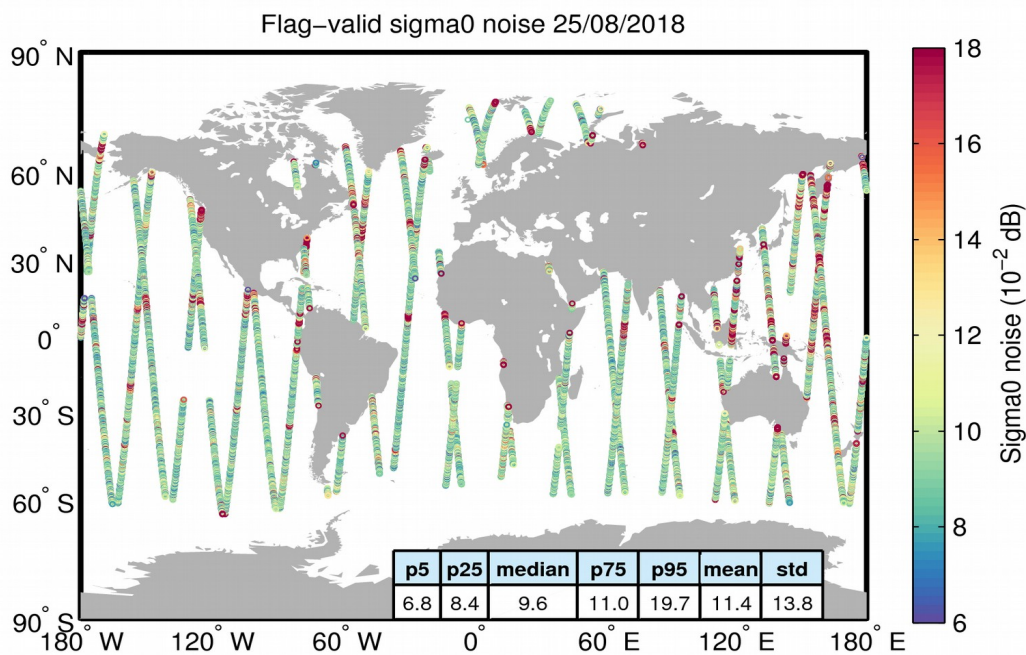 Flag−valid sigma0 noise 25/08/2018
90° N
60° N
30° N
0°
30° S
60° S
90° S
180° W
120° W
60° W
0°
60° E
120° E
180° E
p5 p25 median p75 p95 mean std
6.8 8.4 9.6 11.0 19.7 11.4 13.8
18
16
14
12
10
8
6
Sigma0 noise (10⁻² dB)